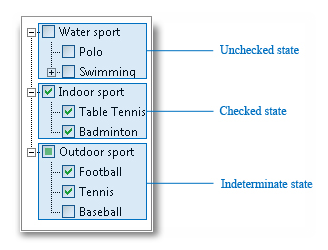 Water sport
Polo
Unchecked state
Swimming
Indoor sport
Table Tennis
Checked state
Badminton
Outdoor sport
Football
Indeterminate state
Tennis
Baseball